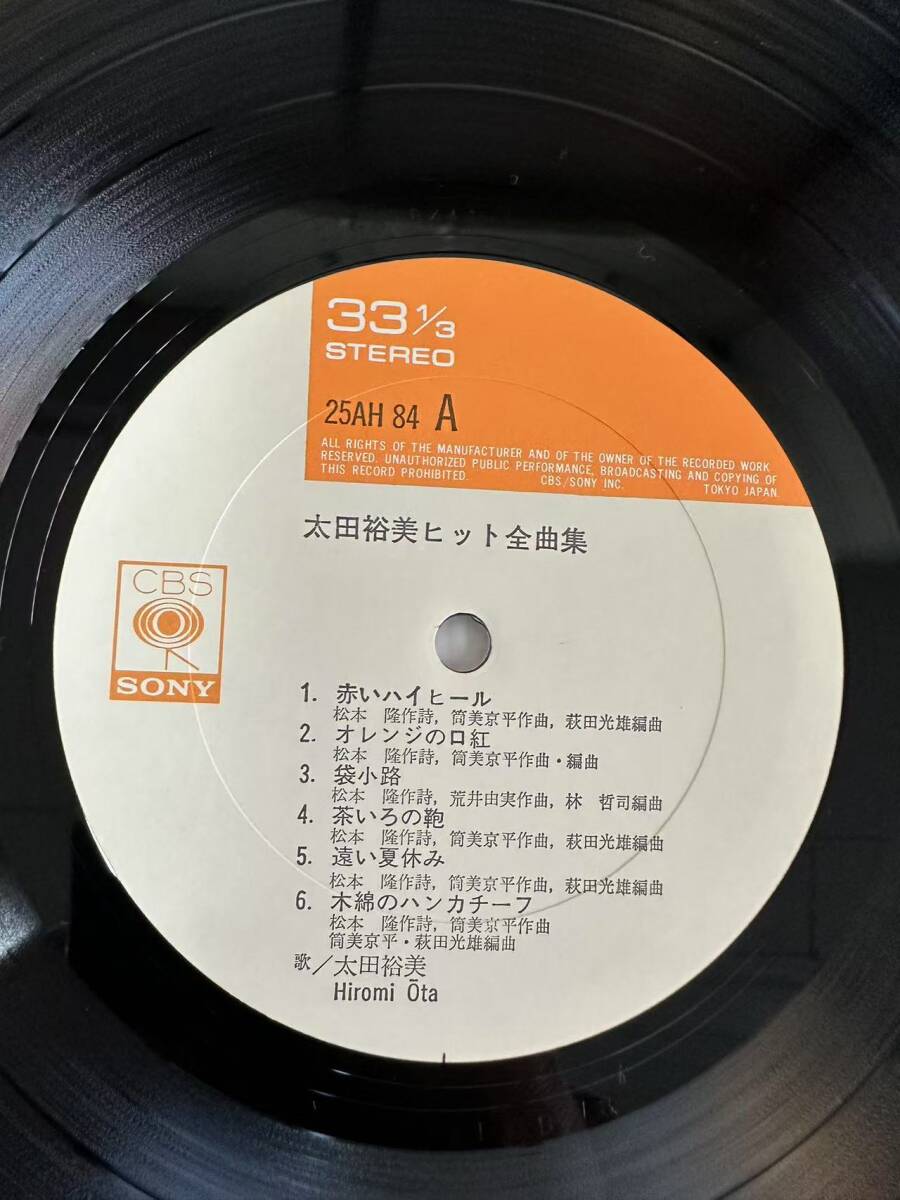 33 1/3
STEREO
25AH 84 A
ALL RIGHTS OF THE MANUFACTURER AND OF THE OWNER OF THE RECORDED WORK
RESERVED. UNAUTHORIZED PUBLIC PERFORMANCE, BROADCASTING AND COPYING OF
THIS RECORD PROHIBITED. CBS/SONY INC. TOKYO JAPAN.
太田裕美ヒット全曲集
CBS
SONY
1. 赤いハイヒール
松本 隆作詩, 筒美京平作曲, 萩田光雄編曲
2. オレンジの口紅
松本 隆作詩, 筒美京平作曲・編曲
3. 袋小路
松本 隆作詩, 荒井由実作曲, 林 哲司編曲
4. 茶いろの鞄
松本 隆作詩, 筒美京平作曲, 萩田光雄編曲
5. 遠い夏休み
松本 隆作詩, 筒美京平作曲, 萩田光雄編曲
6. 木綿のハンカチーフ
松本 隆作詩, 筒美京平作曲
筒美京平・萩田光雄編曲
歌/太田裕美
Hiromi Ōta